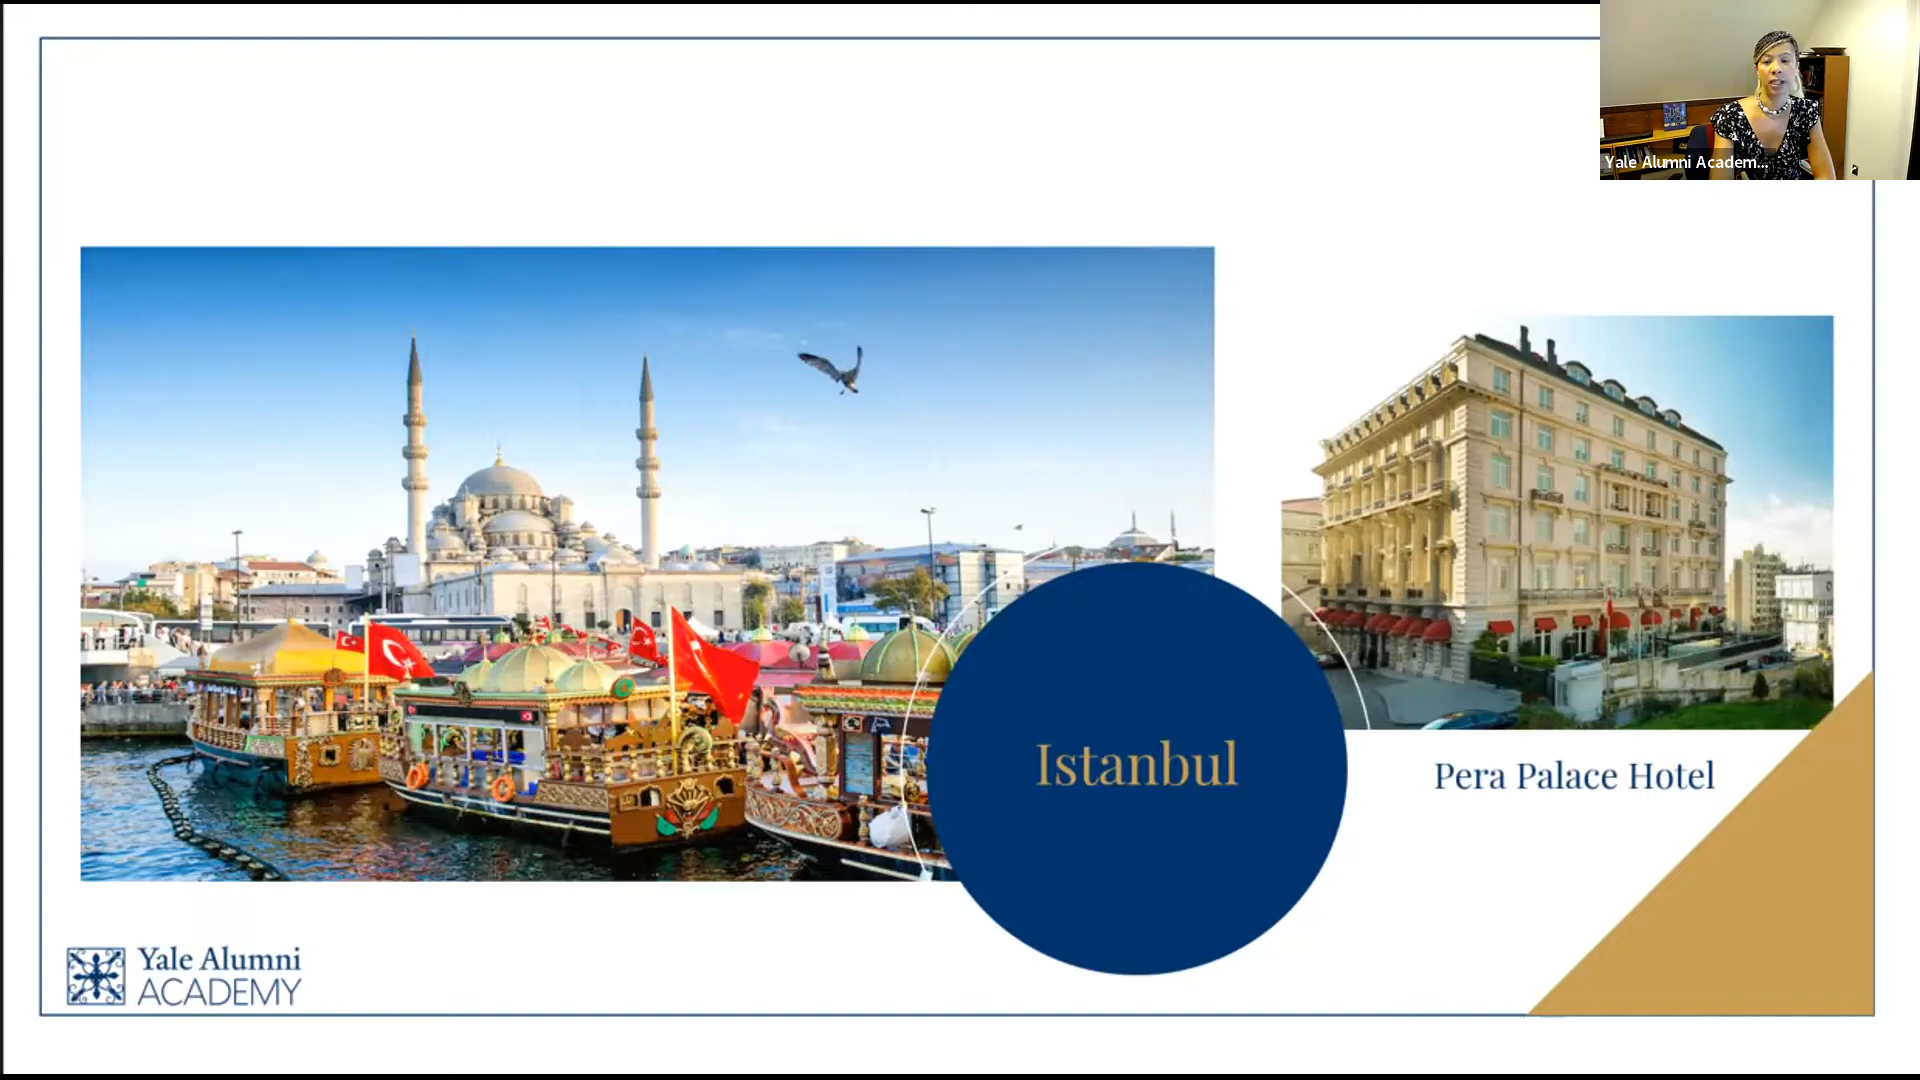 Yale Alumni Academ...
Istanbul
Pera Palace Hotel
Yale Alumni
ACADEMY